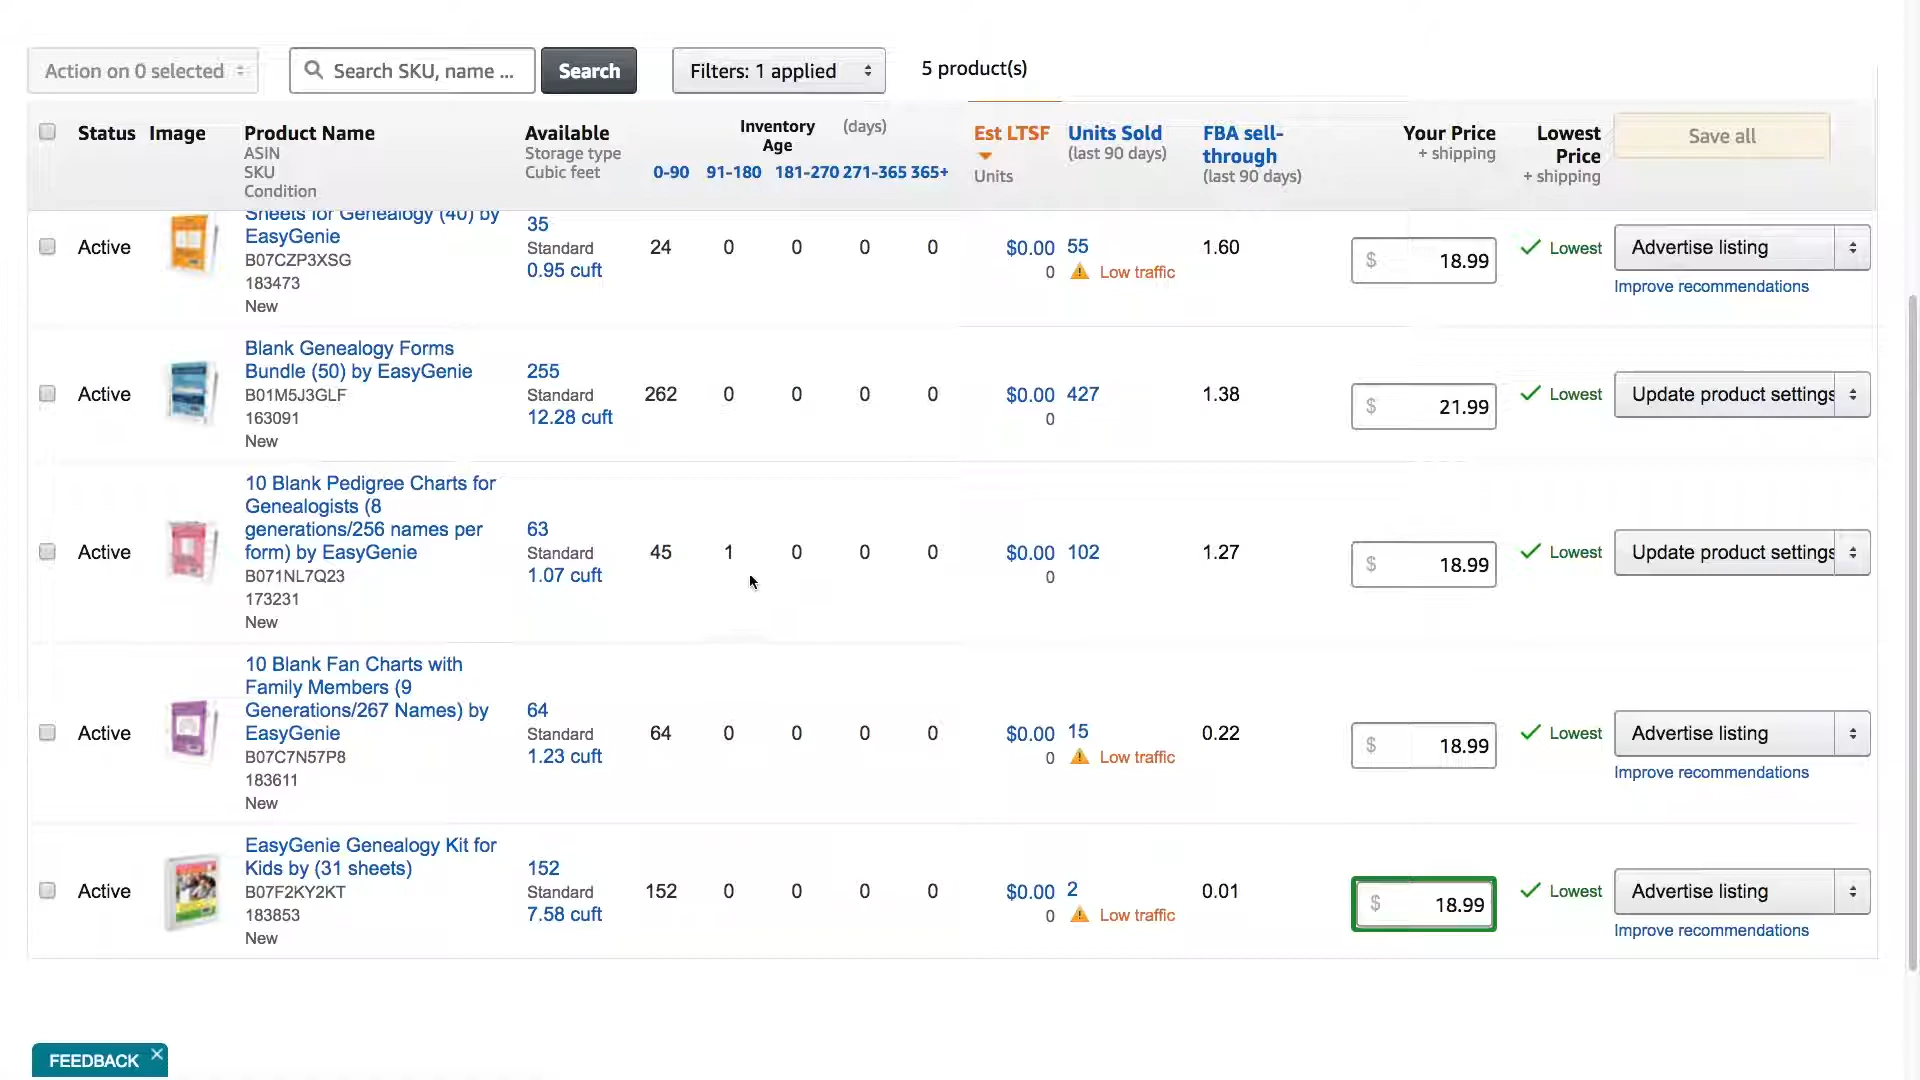 Action on 0 selected
Search SKU, name ...
Search
Filters: 1 applied
5 product(s)
Status Image Product Name
ASIN
SKU
Condition
Available
Storage type
Cubic feet
Inventory Age (days)
0-90 91-180 181-270 271-365 365+
Est LTSF
Units
Units Sold
(last 90 days)
FBA sell-through
(last 90 days)
Your Price
+ shipping
Lowest Price
+ shipping
Save all
Active
Sheets for Genealogy (40) by
EasyGenie
B07CZP3XSG
183473
New
35
Standard
0.95 cuft
24 0 0 0 0
$0.00
0
55
Low traffic
1.60
$ 18.99
Lowest
Advertise listing
Improve recommendations
Active
Blank Genealogy Forms
Bundle (50) by EasyGenie
B01M5J3GLF
163091
New
255
Standard
12.28 cuft
262 0 0 0 0
$0.00
0
427
1.38
$ 21.99
Lowest
Update product settings
Active
10 Blank Pedigree Charts for
Genealogists (8
generations/256 names per
form) by EasyGenie
B071NL7Q23
173231
New
63
Standard
1.07 cuft
45 1 0 0 0
$0.00
0
102
1.27
$ 18.99
Lowest
Update product settings
Active
10 Blank Fan Charts with
Family Members (9
Generations/267 Names) by
EasyGenie
B07C7N57P8
183611
New
64
Standard
1.23 cuft
64 0 0 0 0
$0.00
0
15
Low traffic
0.22
$ 18.99
Lowest
Advertise listing
Improve recommendations
Active
EasyGenie Genealogy Kit for
Kids by (31 sheets)
B07F2KY2KT
183853
New
152
Standard
7.58 cuft
152 0 0 0 0
$0.00
0
2
Low traffic
0.01
$ 18.99
Lowest
Advertise listing
Improve recommendations
FEEDBACK